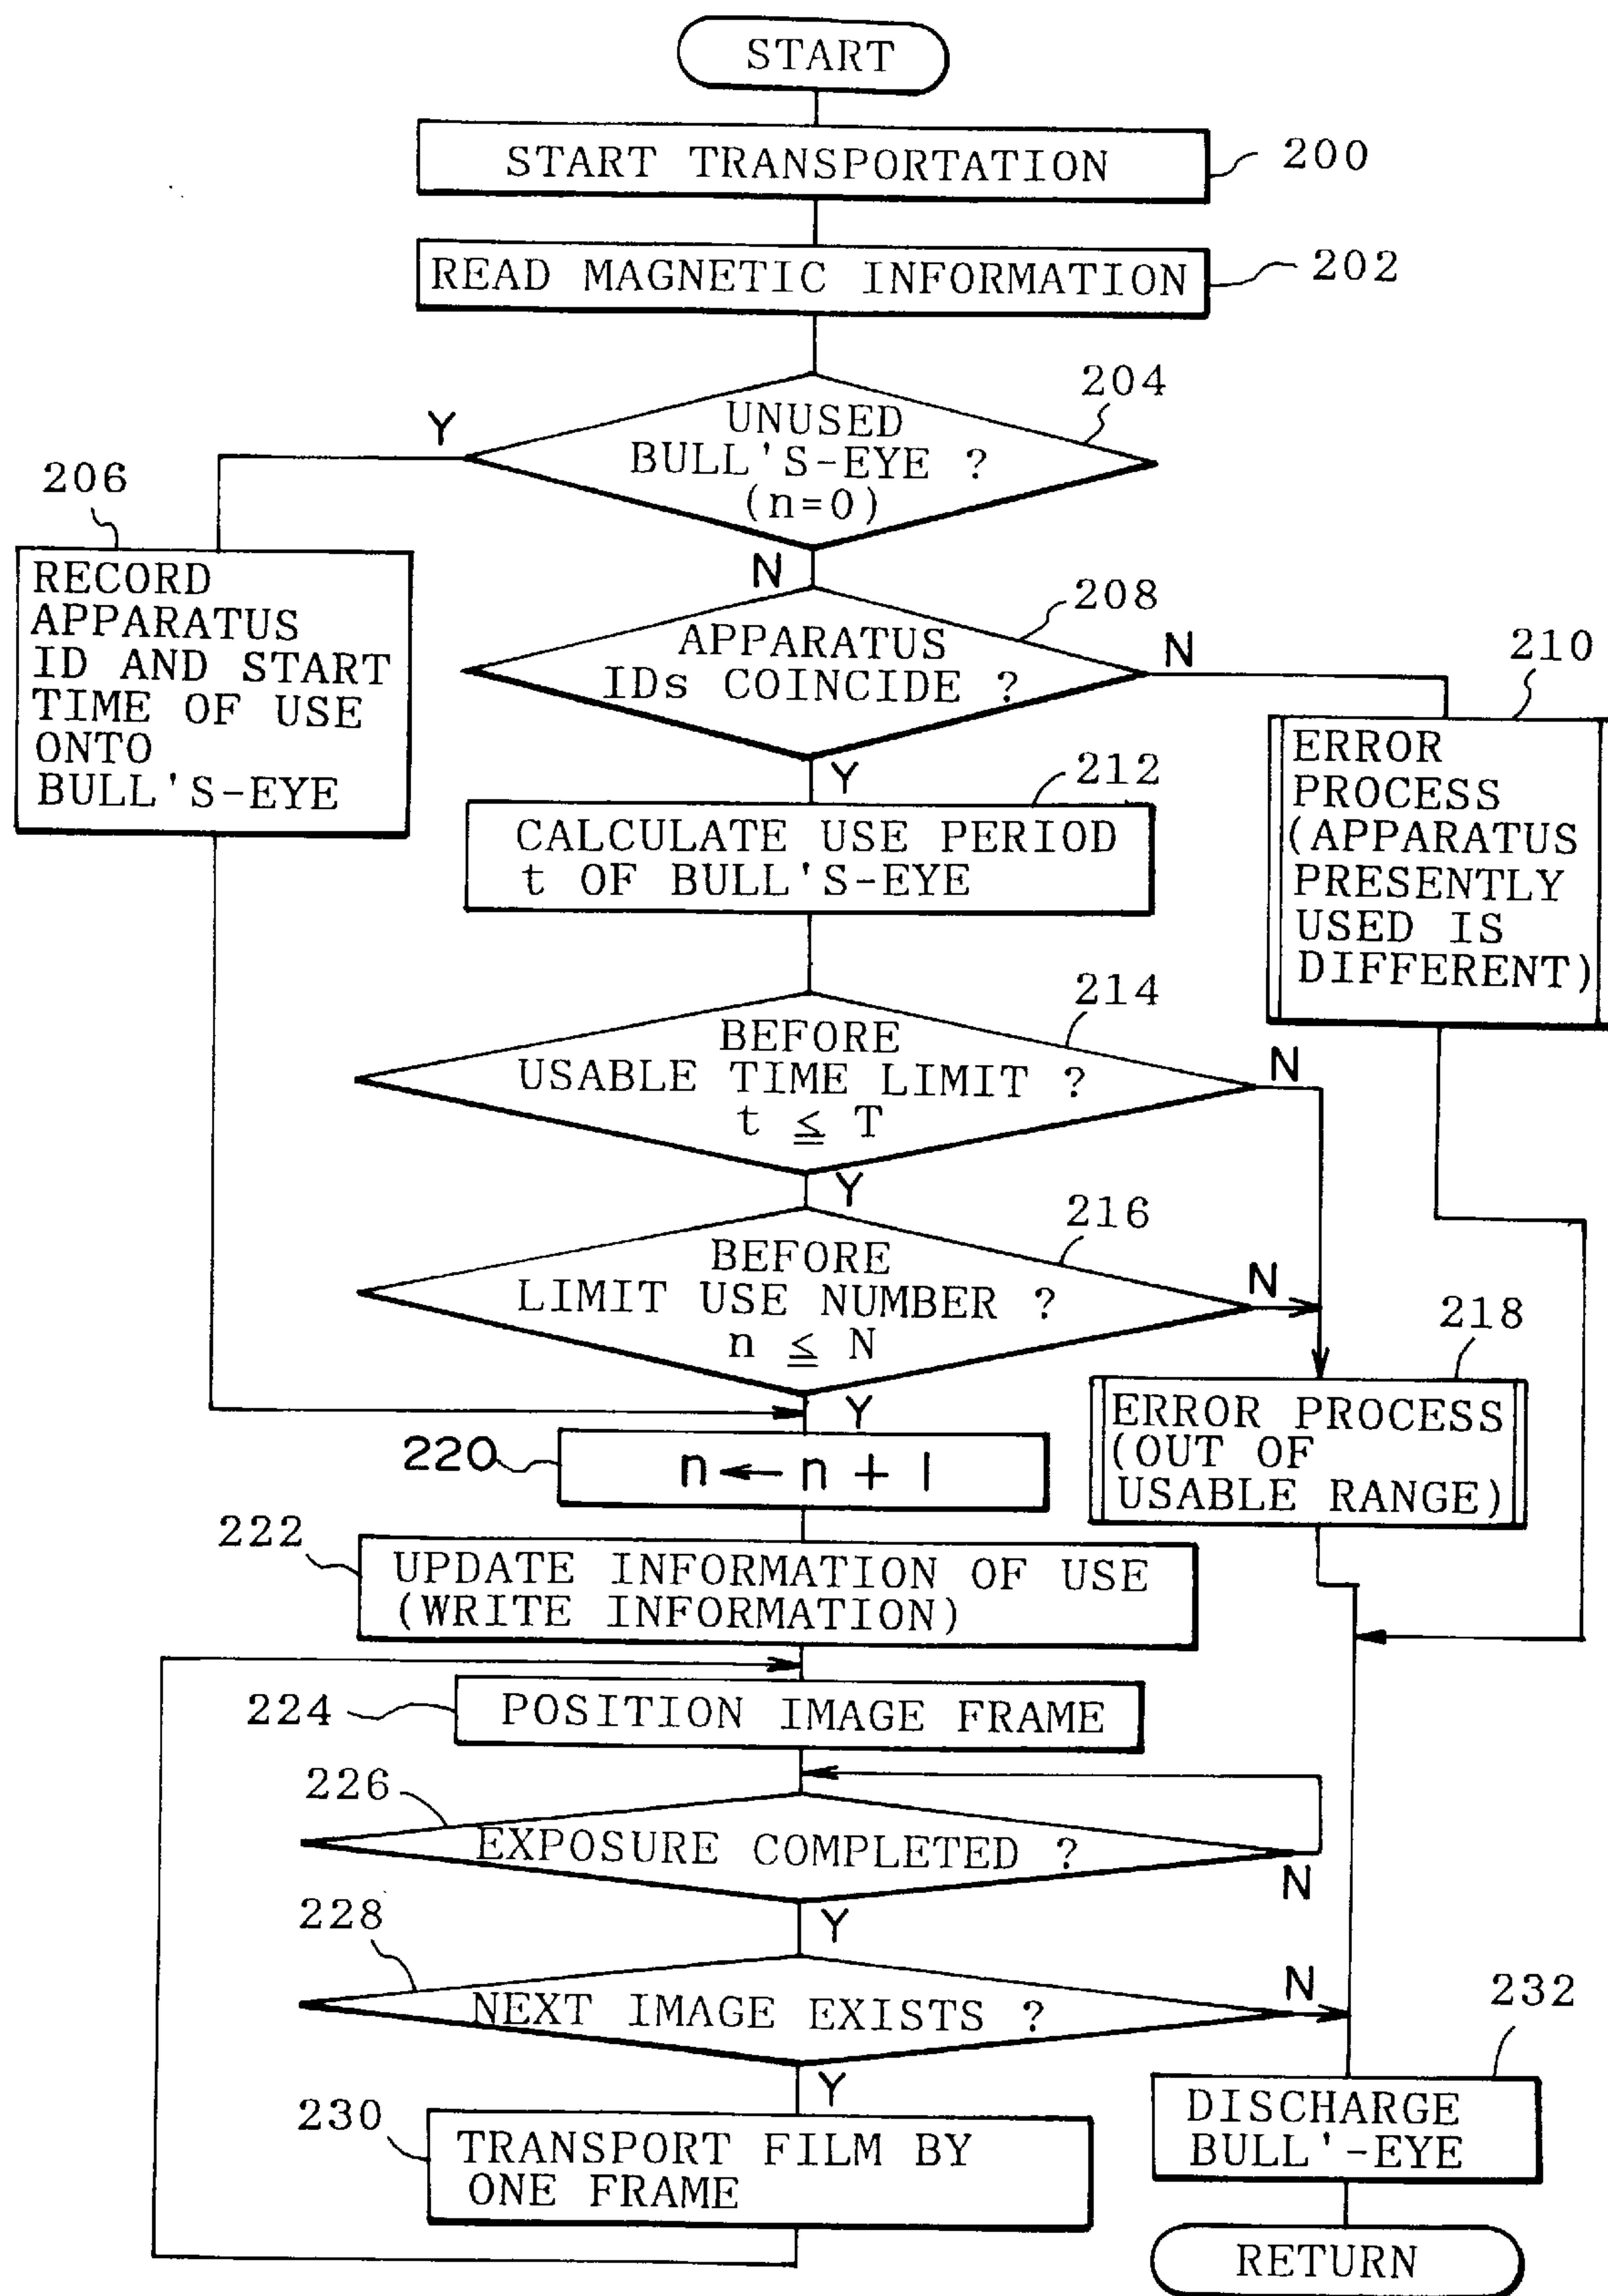 START
START TRANSPORTATION
200
READ MAGNETIC INFORMATION
202
204
UNUSED
BULL'S-EYE ?
(n=0)
Y
N
206
RECORD
APPARATUS
ID AND START
TIME OF USE
ONTO
BULL'S-EYE
208
APPARATUS
IDs COINCIDE ?
N
Y
210
ERROR
PROCESS
(APPARATUS
PRESENTLY
USED IS
DIFFERENT)
212
CALCULATE USE PERIOD
t OF BULL'S-EYE
214
BEFORE
USABLE TIME LIMIT ?
t ≦ T
N
Y
216
BEFORE
LIMIT USE NUMBER ?
n ≦ N
N
Y
218
ERROR PROCESS
(OUT OF
USABLE RANGE)
220
n ← n + 1
222
UPDATE INFORMATION OF USE
(WRITE INFORMATION)
224
POSITION IMAGE FRAME
226
EXPOSURE COMPLETED ?
N
Y
228
NEXT IMAGE EXISTS ?
N
Y
230
TRANSPORT FILM BY
ONE FRAME
232
DISCHARGE
BULL'-EYE
RETURN